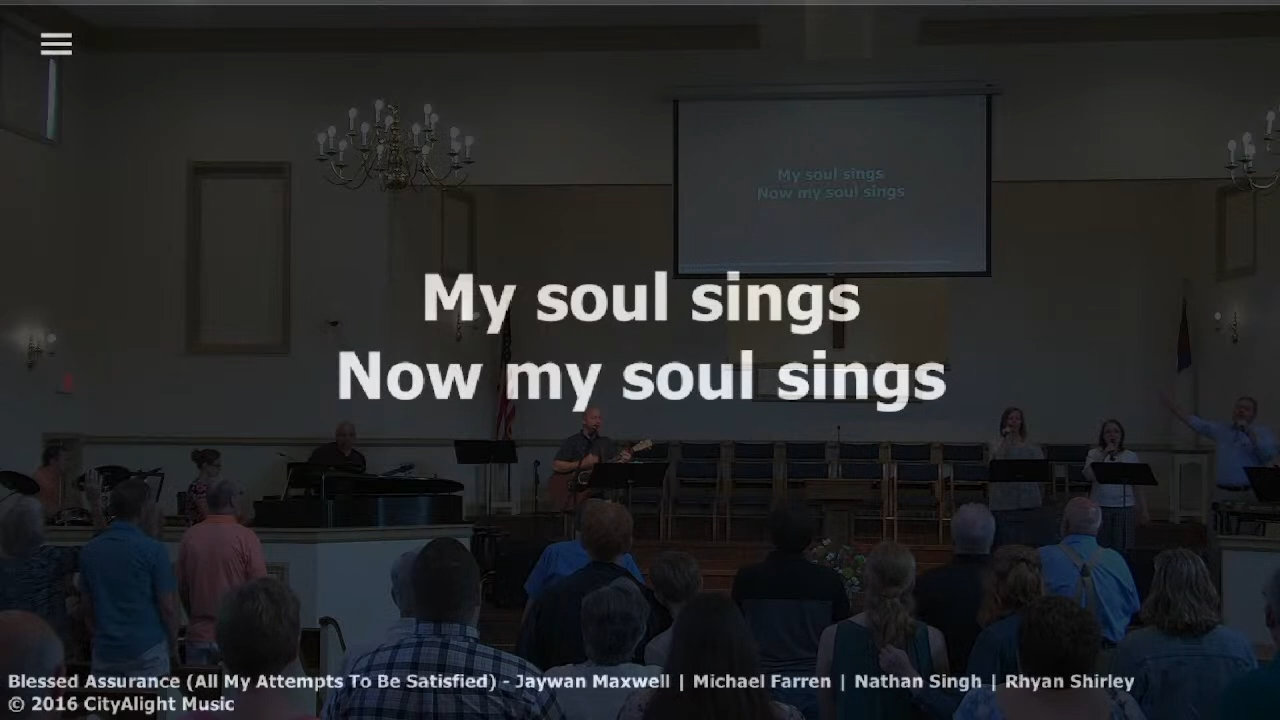 My soul sings
Now my soul sings
My soul sings
Now my soul sings
Blessed Assurance (All My Attempts To Be Satisfied) - Jaywan Maxwell | Michael Farren | Nathan Singh | Rhyan Shirley
© 2016 CityAlight Music